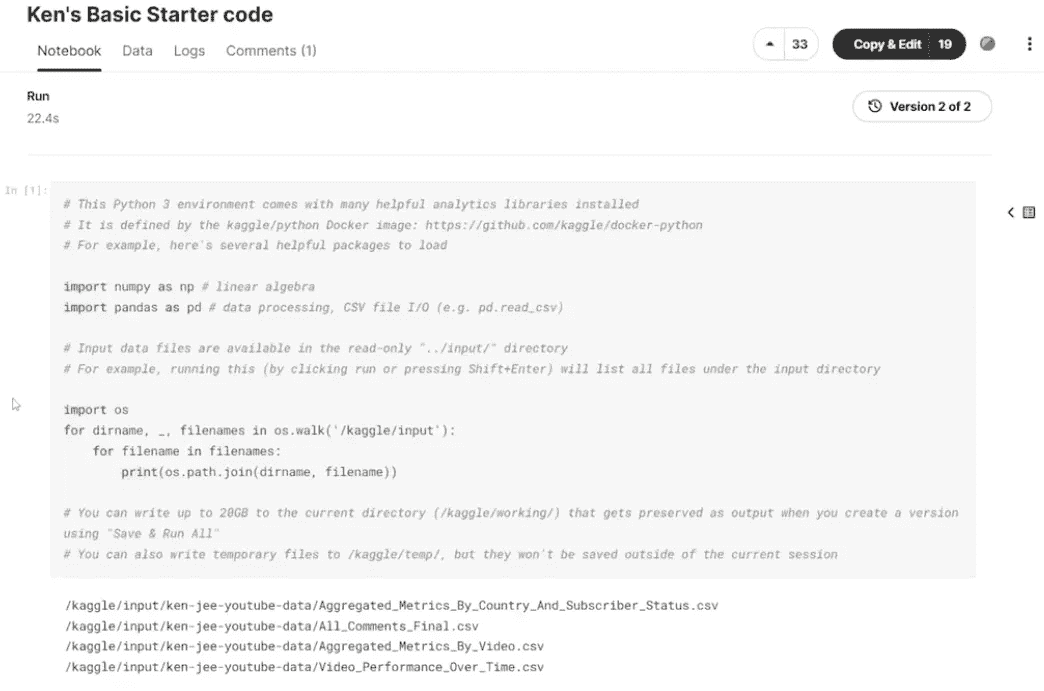 Ken's Basic Starter code
Notebook Data Logs Comments (1)
33
Copy & Edit 19
Run
22.4s
Version 2 of 2
In [1]:
# This Python 3 environment comes with many helpful analytics libraries installed
# It is defined by the kaggle/python Docker image: https://github.com/kaggle/docker-python
# For example, here's several helpful packages to load
import numpy as np # linear algebra
import pandas as pd # data processing, CSV file I/O (e.g. pd.read_csv)
# Input data files are available in the read-only "../input/" directory
# For example, running this (by clicking run or pressing Shift+Enter) will list all files under the input directory
import os
for dirname, _, filenames in os.walk('/kaggle/input'):
    for filename in filenames:
        print(os.path.join(dirname, filename))
# You can write up to 20GB to the current directory (/kaggle/working/) that gets preserved as output when you create a version
using "Save & Run All"
# You can also write temporary files to /kaggle/temp/, but they won't be saved outside of the current session
/kaggle/input/ken-jee-youtube-data/Aggregated_Metrics_By_Country_And_Subscriber_Status.csv
/kaggle/input/ken-jee-youtube-data/All_Comments_Final.csv
/kaggle/input/ken-jee-youtube-data/Aggregated_Metrics_By_Video.csv
/kaggle/input/ken-jee-youtube-data/Video_Performance_Over_Time.csv